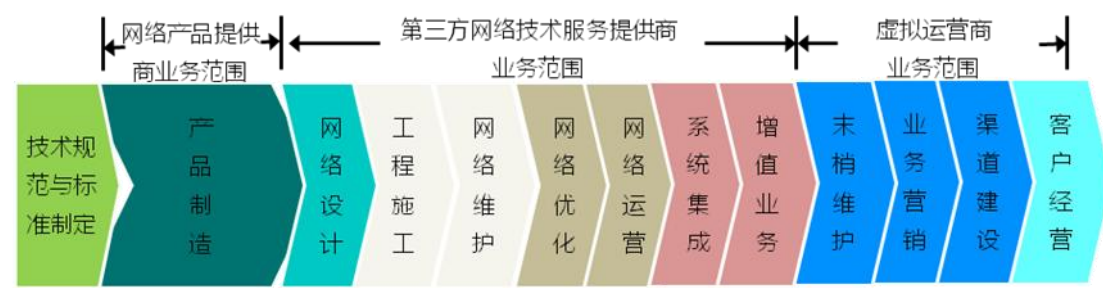 网络产品提供
商业务范围
第三方网络技术服务提供商
业务范围
虚拟运营商
业务范围
技术规
范与标
准制定
产品制造
网络设计
工程施工
网络维护
网络优化
网络运营
系统集成
增值业务
末梢维护
业务营销
渠道建设
客户经营